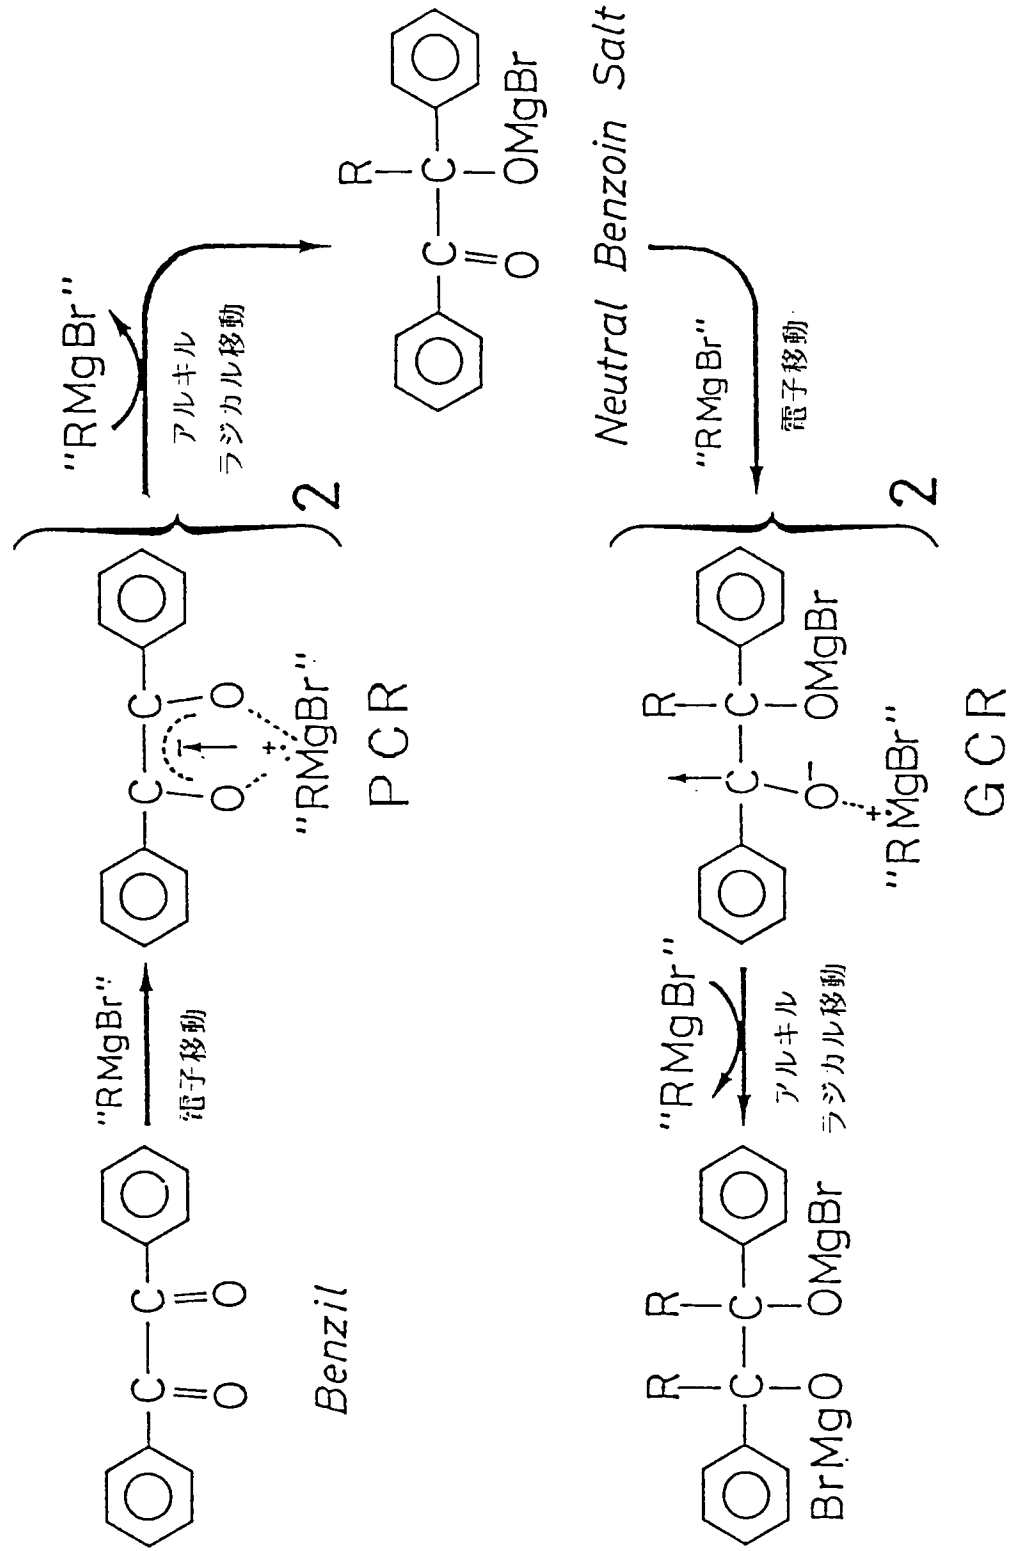 "RMgBr"
電子移動
C
C
O
O
Benzil
C
C
O
O
−
+
"RMgBr"
PCR
2
"RMgBr"
アルキル
ラジカル移動
R
C
C
O
OMgBr
Neutral Benzoin Salt
"RMgBr"
電子移動
R
C
C
O−
OMgBr
+
"RMgBr"
GCR
2
"RMgBr"
アルキル
ラジカル移動
R
R
C
C
BrMgO
OMgBr